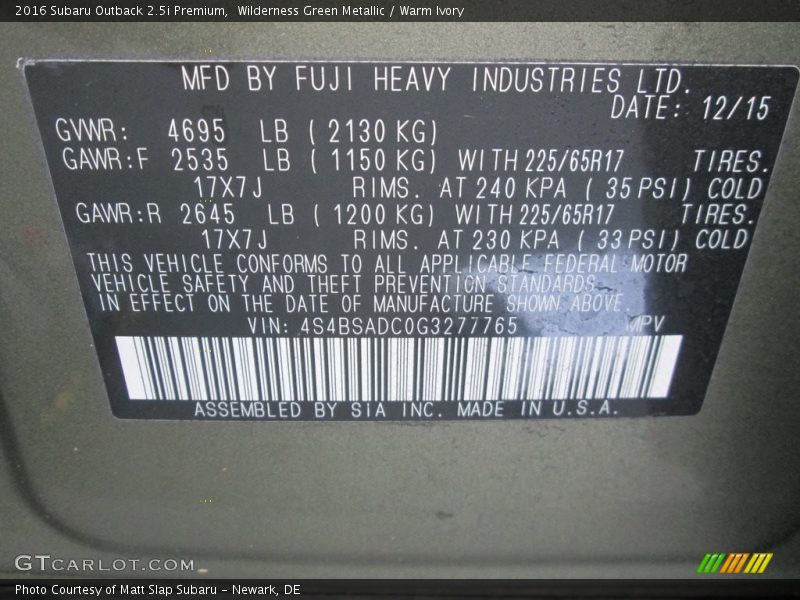 2016 Subaru Outback 2.5i Premium, Wilderness Green Metallic / Warm Ivory
MFD BY FUJI HEAVY INDUSTRIES LTD.
DATE: 12/15
GVWR: 4695 LB ( 2130 KG)
GAWR:F 2535 LB ( 1150 KG) WITH 225/65R17 TIRES.
17X7J RIMS. AT 240 KPA ( 35 PSI) COLD
GAWR:R 2645 LB ( 1200 KG) WITH 225/65R17 TIRES.
17X7J RIMS. AT 230 KPA ( 33 PSI) COLD
THIS VEHICLE CONFORMS TO ALL APPLICABLE FEDERAL MOTOR
VEHICLE SAFETY AND THEFT PREVENTION STANDARDS
IN EFFECT ON THE DATE OF MANUFACTURE SHOWN ABOVE.
VIN: 4S4BSADC0G3277765 MPV
ASSEMBLED BY SIA INC. MADE IN U.S.A.
GTCARLOT.COM
Photo Courtesy of Matt Slap Subaru - Newark, DE